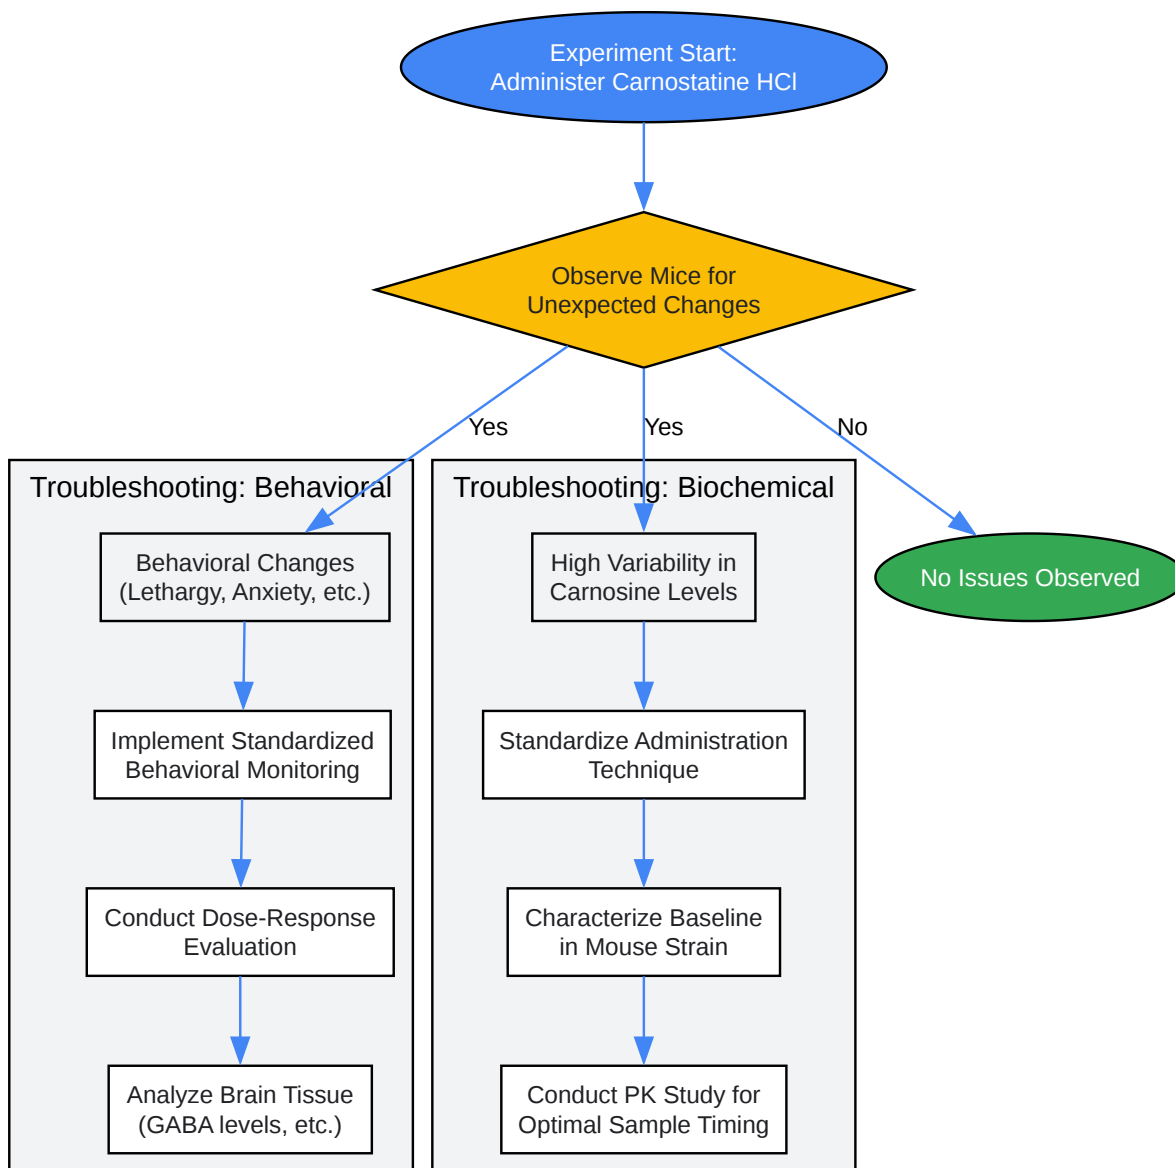 Experiment Start:
Administer Carnostatine HCl
Observe Mice for
Unexpected Changes
Yes
Yes
No
Troubleshooting: Behavioral
Behavioral Changes
(Lethargy, Anxiety, etc.)
Implement Standardized
Behavioral Monitoring
Conduct Dose-Response
Evaluation
Analyze Brain Tissue
(GABA levels, etc.)
Troubleshooting: Biochemical
High Variability in
Carnosine Levels
Standardize Administration
Technique
Characterize Baseline
in Mouse Strain
Conduct PK Study for
Optimal Sample Timing
No Issues Observed